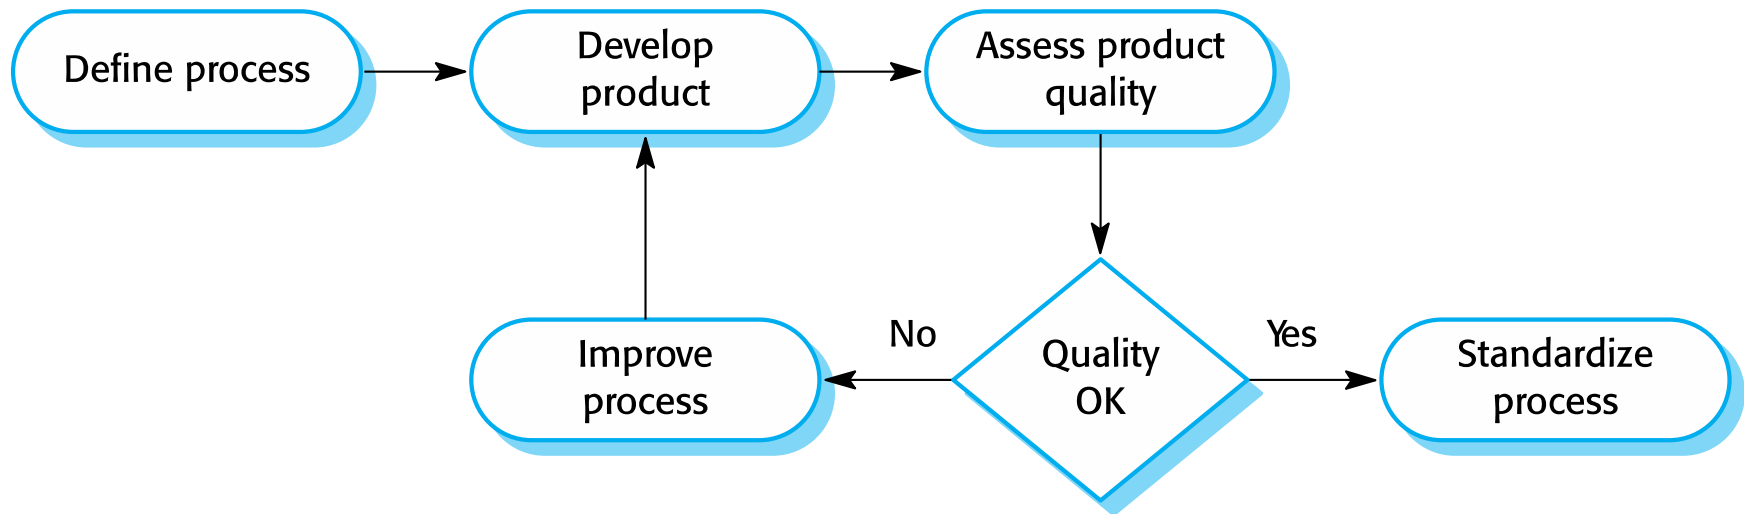 Define process
Develop
product
Assess product
quality
Improve
process
No
Quality
OK
Yes
Standardize
process